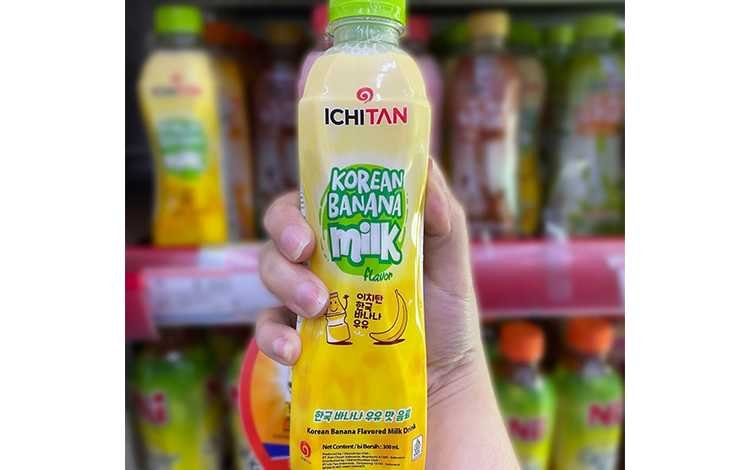 ICHITAN
KOREAN
BANANA
milk
flavor
이치탄
한국
바나나
우유
한국 바나나 우유 맛 음료
Korean Banana Flavored Milk Drink
Net Content / Isi Bersih : 300 mL